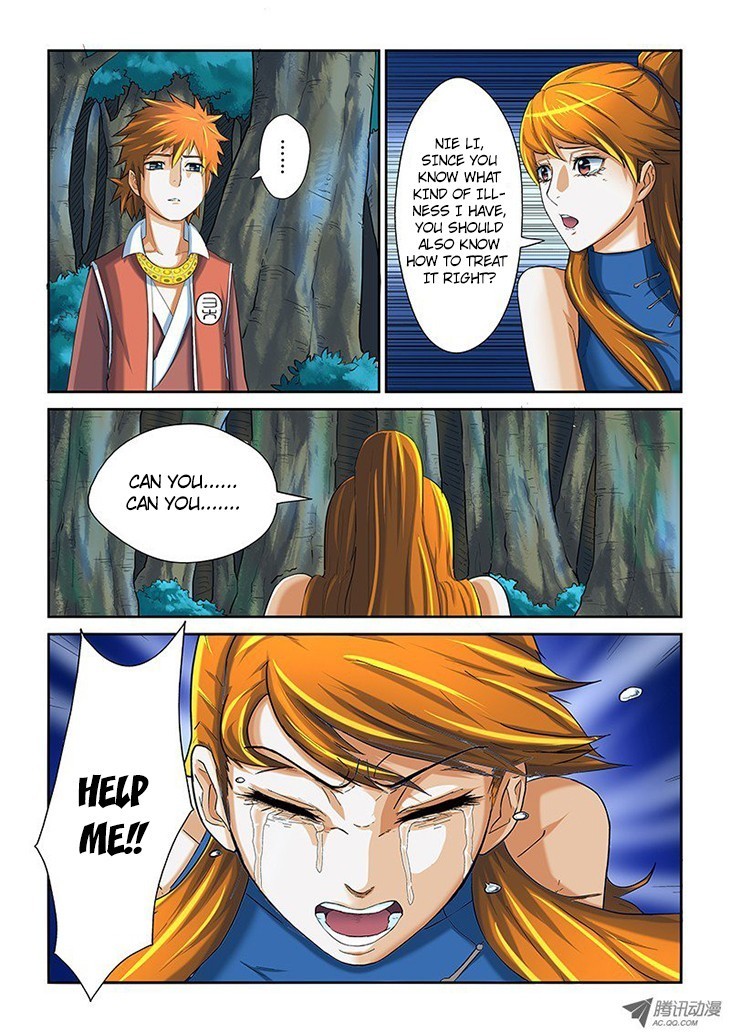 ......
NIE LI,
SINCE YOU
KNOW WHAT
KIND OF ILL-
NESS I HAVE,
YOU SHOULD
ALSO KNOW
HOW TO TREAT
IT RIGHT?
CAN YOU......
CAN YOU.......
HELP
ME!!
腾讯动漫
AC.QQ.COM